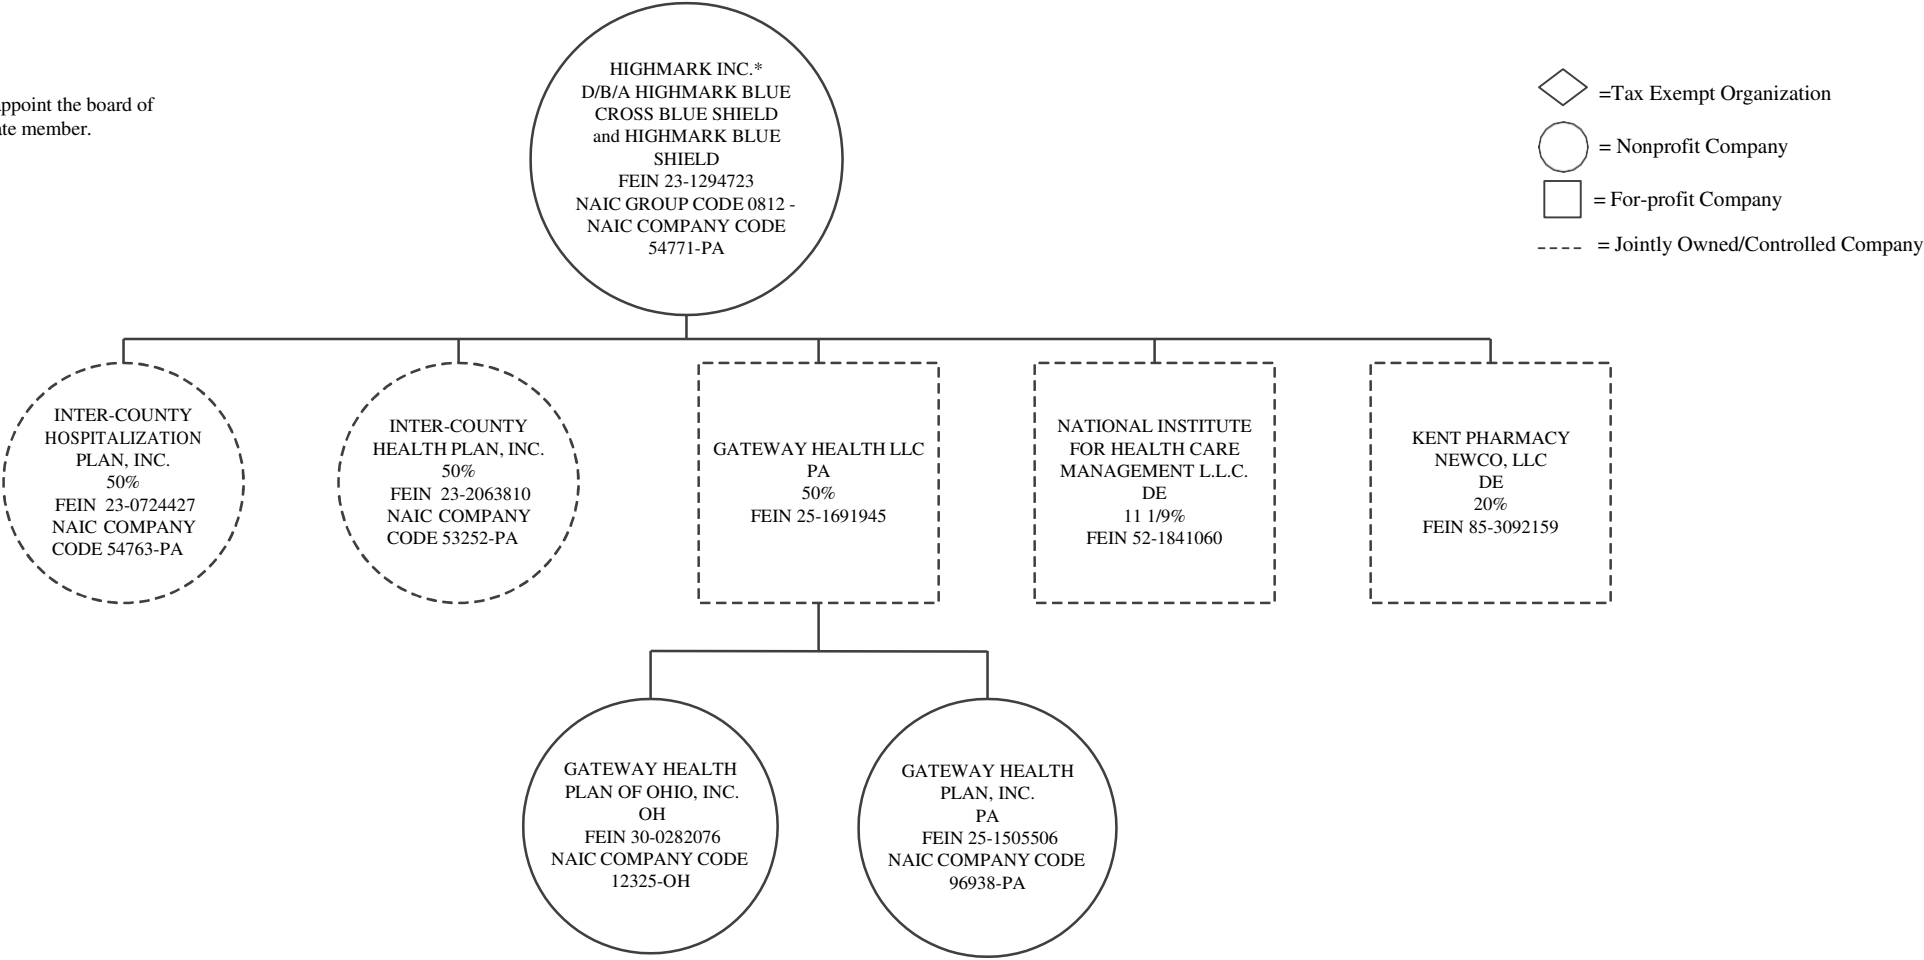 appoint the board of
ate member.
HIGHMARK INC.*
D/B/A HIGHMARK BLUE
CROSS BLUE SHIELD
and HIGHMARK BLUE
SHIELD
FEIN 23-1294723
NAIC GROUP CODE 0812 -
NAIC COMPANY CODE
54771-PA
=Tax Exempt Organization
= Nonprofit Company
= For-profit Company
= Jointly Owned/Controlled Company
INTER-COUNTY
HOSPITALIZATION
PLAN, INC.
50%
FEIN 23-0724427
NAIC COMPANY
CODE 54763-PA
INTER-COUNTY
HEALTH PLAN, INC.
50%
FEIN 23-2063810
NAIC COMPANY
CODE 53252-PA
GATEWAY HEALTH LLC
PA
50%
FEIN 25-1691945
NATIONAL INSTITUTE
FOR HEALTH CARE
MANAGEMENT L.L.C.
DE
11 1/9%
FEIN 52-1841060
KENT PHARMACY
NEWCO, LLC
DE
20%
FEIN 85-3092159
GATEWAY HEALTH
PLAN OF OHIO, INC.
OH
FEIN 30-0282076
NAIC COMPANY CODE
12325-OH
GATEWAY HEALTH
PLAN, INC.
PA
FEIN 25-1505506
NAIC COMPANY CODE
96938-PA